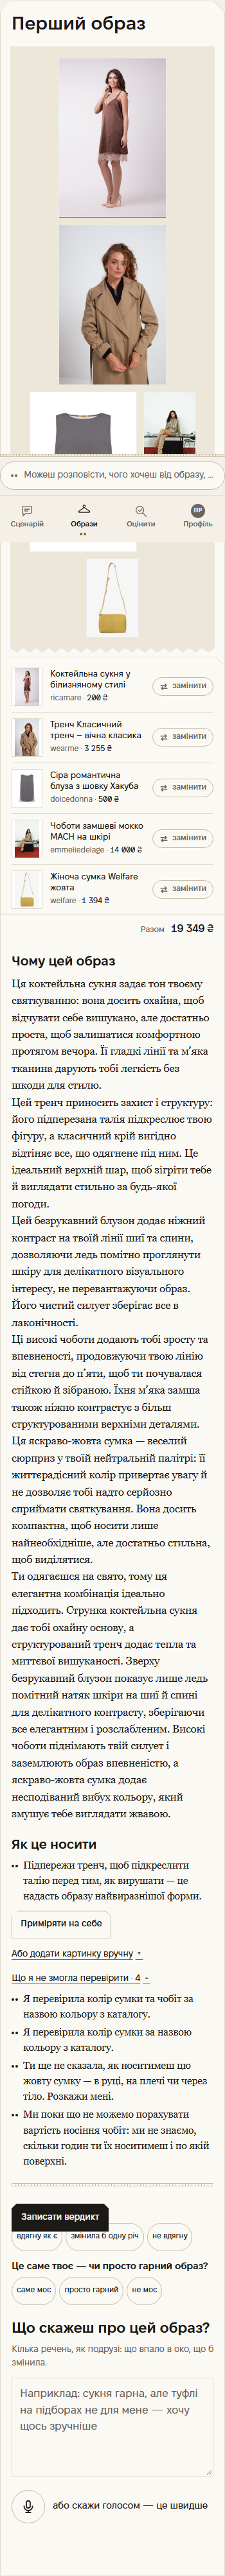 Перший образ
Можеш розповісти, чого хочеш від образу, ...
Сценарій
Образи
Оцінити
ПР
Профіль
Коктейльна сукня у
білизняному стилі
ricamare · 200 ₴
замінити
Тренч Класичний
тренч – вічна класика
wearme · 3 255 ₴
замінити
Сіра романтична
блуза з шовку Хакуба
dolcedonna · 500 ₴
замінити
Чоботи замшеві мокко
MACH на шкірі
emmeliedelage · 14 000 ₴
замінити
Жіноча сумка Welfare
жовта
welfare · 1 394 ₴
замінити
Разом 19 349 ₴
Чому цей образ
Ця коктейльна сукня задає тон твоєму
святкуванню: вона досить охайна, щоб
відчувати себе вишукано, але достатньо
проста, щоб залишатися комфортною
протягом вечора. Її гладкі лінії та м’яка
тканина дарують тобі легкість без
шкоди для стилю.
Цей тренч приносить захист і структуру:
його підперезана талія підкреслює твою
фігуру, а класичний крій вигідно
відтіняє все, що одягнене під ним. Це
ідеальний верхній шар, щоб зігріти тебе
й виглядати стильно за будь-якої
погоди.
Цей безрукавний блузон додає ніжний
контраст на твоїй лінії шиї та спини,
дозволяючи ледь помітно проглянути
шкіру для делікатного візуального
інтересу, не перевантажуючи образ.
Його чистий силует зберігає все в
лаконічності.
Ці високі чоботи додають тобі зросту та
впевненості, продовжуючи твою лінію
від стегна до п’яти, щоб ти почувалася
стійкою й зібраною. Їхня м’яка замша
також ніжно контрастує з більш
структурованими верхніми деталями.
Ця яскраво-жовта сумка — веселий
сюрприз у твоїй нейтральній палітрі: її
життєрадісний колір привертає увагу й
не дозволяє тобі надто серйозно
сприймати святкування. Вона досить
компактна, щоб носити лише
найнеобхідніше, але достатньо стильна,
щоб виділятися.
Ти одягаєшся на свято, тому ця
елегантна комбінація ідеально
підходить. Струнка коктейльна сукня
дає тобі охайну основу, а
структурований тренч додає тепла та
миттєвої вишуканості. Зверху
безрукавний блузон показує лише ледь
помітний натяк шкіри на шиї й спині
для делікатного контрасту, зберігаючи
все елегантним і розслабленим. Високі
чоботи піднімають твій силует і
заземлюють образ впевненістю, а
яскраво-жовта сумка додає
несподіваний вибух кольору, який
змушує тебе виглядати жвавою.
Як це носити
Підпережи тренч, щоб підкреслити
талію перед тим, як вирушати — це
надасть образу найвиразнішої форми.
Приміряти на себе
Або додати картинку вручну
Що я не змогла перевірити · 4
Я перевірила колір сумки та чобіт за
назвою кольору з каталогу.
Я перевірила колір сумки за назвою
кольору з каталогу.
Ти ще не сказала, як носитимеш цю
жовту сумку — в руці, на плечі чи через
тіло. Розкажи мені.
Ми поки що не можемо порахувати
вартість носіння чобіт: ми не знаємо,
скільки годин ти їх носитимеш і по якій
поверхні.
Записати вердикт
вдягну як є
змінила б одну річ
не вдягну
Це саме твоє — чи просто гарний образ?
саме моє
просто гарний
не моє
Що скажеш про цей образ?
Кілька речень, як подрузі: що впало в око, що б
змінила.
Наприклад: сукня гарна, але туфлі
на підборах не для мене — хочу
щось зручніше
або скажи голосом — це швидше